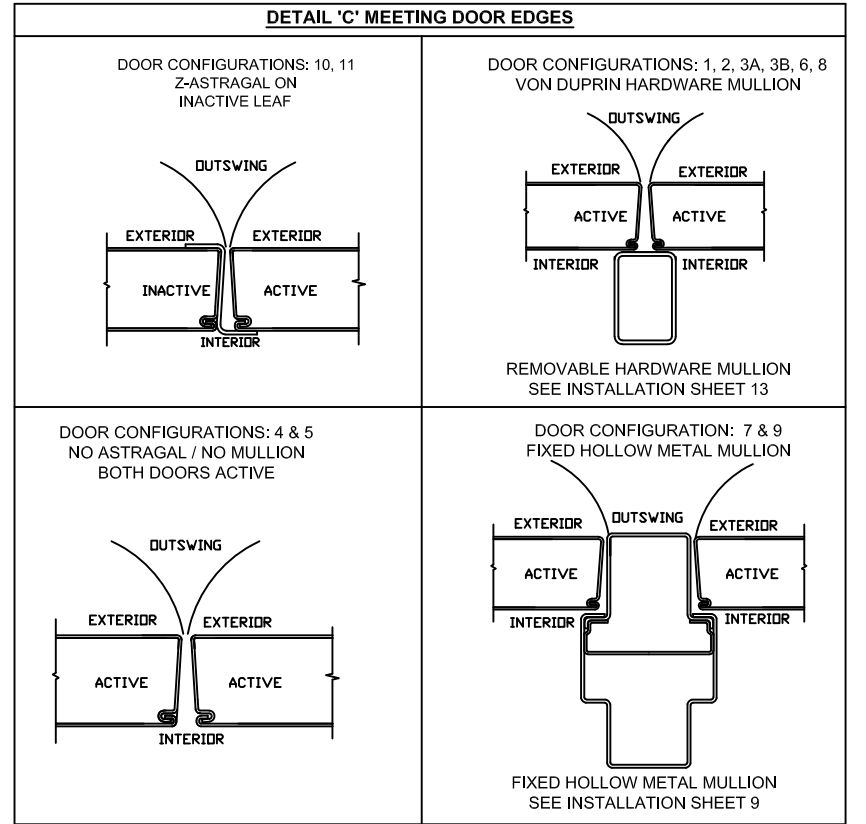 DETAIL 'C' MEETING DOOR EDGES
DOOR CONFIGURATIONS: 10, 11
Z-ASTRAGAL ON
INACTIVE LEAF
OUTSWING
EXTERIOR EXTERIOR
INACTIVE ACTIVE
INTERIOR
DOOR CONFIGURATIONS: 1, 2, 3A, 3B, 6, 8
VON DUPRIN HARDWARE MULLION
OUTSWING
EXTERIOR EXTERIOR
ACTIVE ACTIVE
INTERIOR INTERIOR
REMOVABLE HARDWARE MULLION
SEE INSTALLATION SHEET 13
DOOR CONFIGURATIONS: 4 & 5
NO ASTRAGAL / NO MULLION
BOTH DOORS ACTIVE
OUTSWING
EXTERIOR EXTERIOR
ACTIVE ACTIVE
INTERIOR
DOOR CONFIGURATION: 7 & 9
FIXED HOLLOW METAL MULLION
EXTERIOR OUTSWING EXTERIOR
ACTIVE ACTIVE
INTERIOR INTERIOR
FIXED HOLLOW METAL MULLION
SEE INSTALLATION SHEET 9